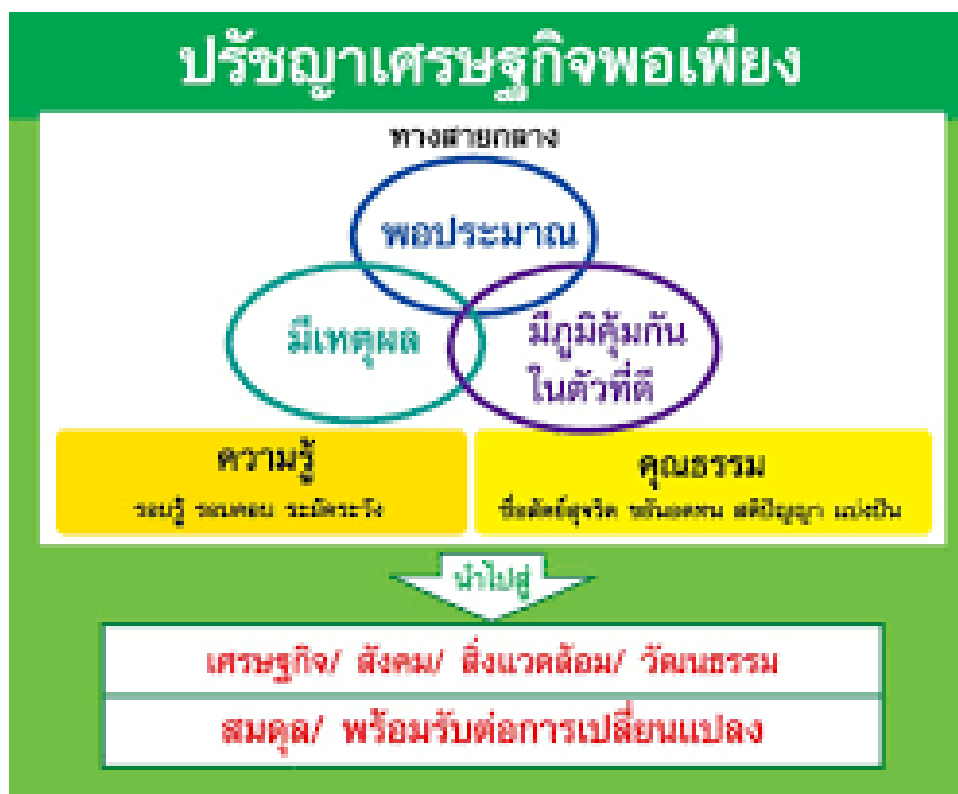 ปรัชญาเศรษฐกิจพอเพียง
ทางสายกลาง
พอประมาณ
มีเหตุผล
มีภูมิคุ้มกัน
ในตัวที่ดี
ความรู้
รอบรู้ รอบคอบ ระมัดระวัง
คุณธรรม
ซื่อสัตย์สุจริต ขยันอดทน สติปัญญา แบ่งปัน
นำไปสู่
เศรษฐกิจ/ สังคม/ สิ่งแวดล้อม/ วัฒนธรรม
สมดุล/ พร้อมรับต่อการเปลี่ยนแปลง